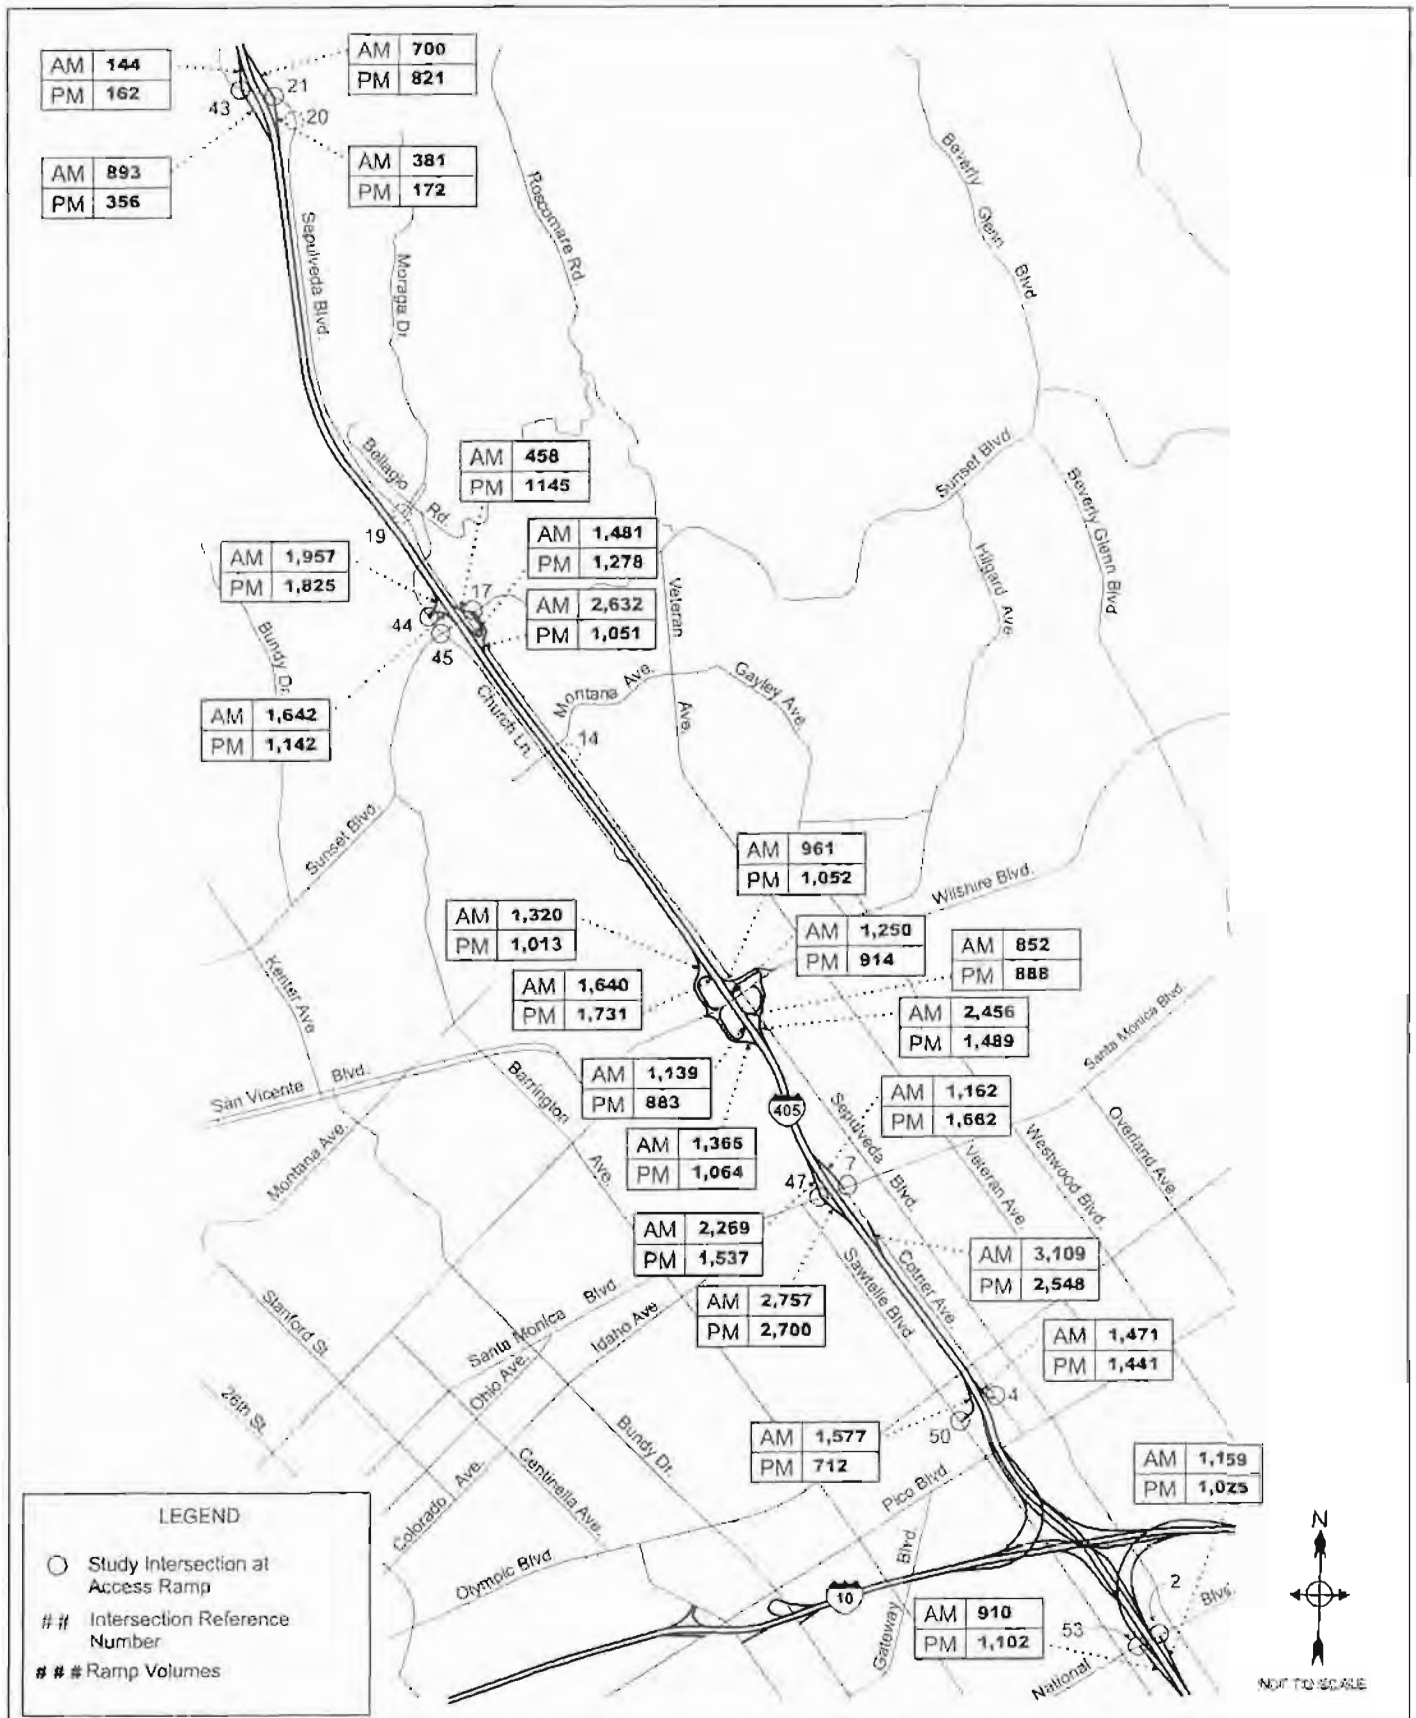 AM 144
PM 162
AM 700
PM 821
43
21
20
AM 893
PM 356
AM 381
PM 172
Sepulveda Blvd.
Moraga Dr.
Roscomare Rd.
Beverly Glenn Blvd
Bellagio Rd.
AM 458
PM 1145
Sunset Blvd
Beverly Glenn Blvd
19
AM 1,481
PM 1,278
AM 1,957
PM 1,825
Hilgard Ave
17
AM 2,632
PM 1,051
44
45
Veteran Ave.
Bundy Dr.
Church Ln.
Montana Ave.
Gayley Ave.
AM 1,642
PM 1,142
14
Sunset Blvd.
AM 961
PM 1,052
Wilshire Blvd.
AM 1,320
PM 1,013
AM 1,250
PM 914
AM 852
PM 888
Kenter Ave
AM 1,640
PM 1,731
AM 2,456
PM 1,489
Santa Monica Blvd.
San Vicente Blvd.
Barrington Ave.
AM 1,139
PM 883
405
AM 1,162
PM 1,662
Sepulveda Blvd.
Montana Ave.
AM 1,365
PM 1,064
7
47
Veteran Ave.
Westwood Blvd.
Overland Ave.
AM 2,269
PM 1,537
AM 3,109
PM 2,548
Sawtelle Blvd
Cotner Ave.
Stanford St
Santa Monica Blvd.
Idaho Ave
AM 2,757
PM 2,700
Ohio Ave.
AM 1,471
PM 1,441
26th St.
4
50
AM 1,577
PM 712
Bundy Dr.
Centinella Ave.
Colorado Ave.
Pico Blvd
AM 1,159
PM 1,025
Olympic Blvd
Gateway Blvd
10
AM 910
PM 1,102
53
2
National Blvd.
LEGEND
Study Intersection at
Access Ramp
## Intersection Reference
Number
### Ramp Volumes
N
NOT TO SCALE